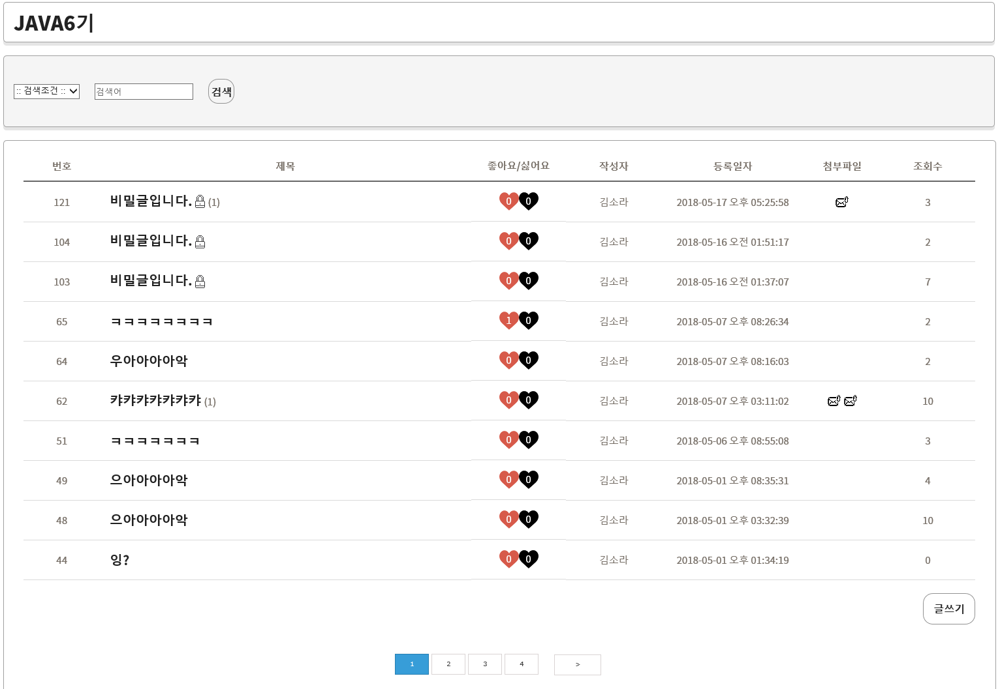 JAVA6기
:: 검색조건 :: 검색어 검색
번호 제목 좋아요/싫어요 작성자 등록일자 첨부파일 조회수
121 비밀글입니다. (1) 0 0 김소라 2018-05-17 오후 05:25:58 3
104 비밀글입니다. 0 0 김소라 2018-05-16 오전 01:51:17 2
103 비밀글입니다. 0 0 김소라 2018-05-16 오전 01:37:07 7
65 ㅋㅋㅋㅋㅋㅋㅋㅋ 1 0 김소라 2018-05-07 오후 08:26:34 2
64 우아아아아악 0 0 김소라 2018-05-07 오후 08:16:03 2
62 캬캬캬캬캬캬캬 (1) 0 0 김소라 2018-05-07 오후 03:11:02 10
51 ㅋㅋㅋㅋㅋㅋㅋ 0 0 김소라 2018-05-06 오후 08:55:08 3
49 으아아아아악 0 0 김소라 2018-05-01 오후 08:35:31 4
48 으아아아아악 0 0 김소라 2018-05-01 오후 03:32:39 10
44 잉? 0 0 김소라 2018-05-01 오후 01:34:19 0
글쓰기
1 2 3 4 >